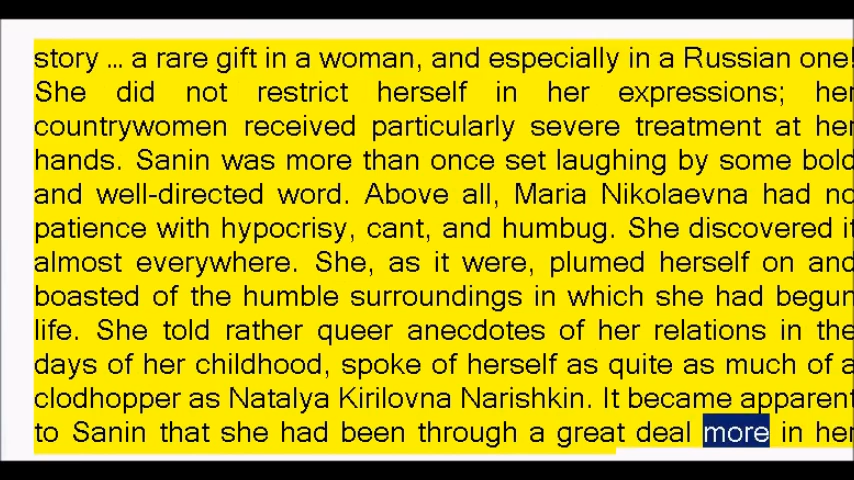 story ... a rare gift in a woman, and especially in a Russian one!
She did not restrict herself in her expressions; her
countrywomen received particularly severe treatment at her
hands. Sanin was more than once set laughing by some bold
and well-directed word. Above all, Maria Nikolaevna had no
patience with hypocrisy, cant, and humbug. She discovered it
almost everywhere. She, as it were, plumed herself on and
boasted of the humble surroundings in which she had begun
life. She told rather queer anecdotes of her relations in the
days of her childhood, spoke of herself as quite as much of a
clodhopper as Natalya Kirilovna Narishkin. It became apparent
to Sanin that she had been through a great deal more in her